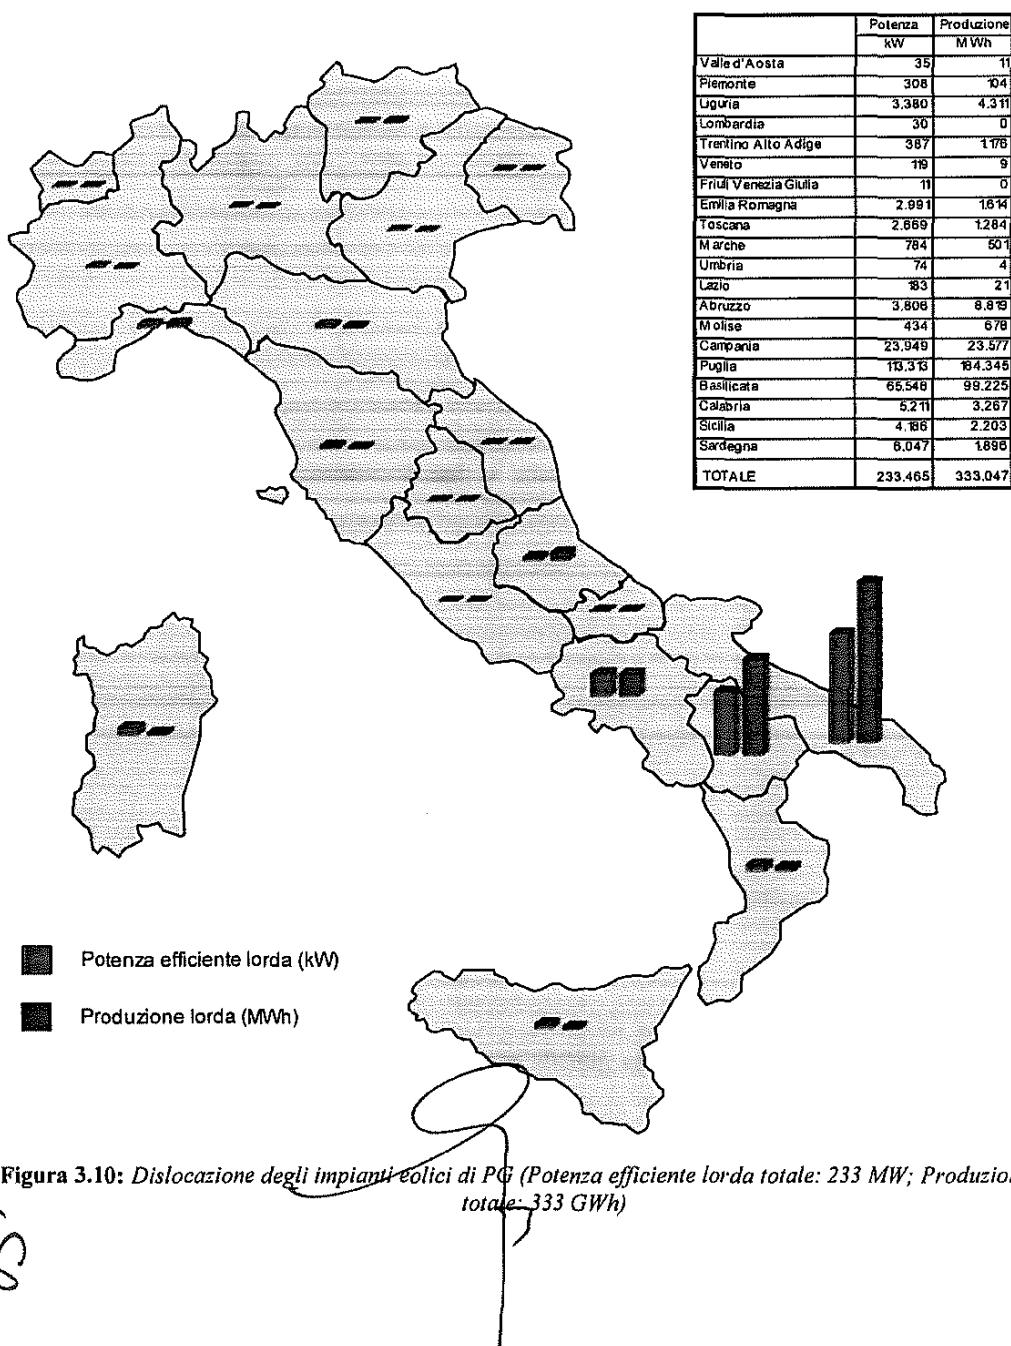 Potenza Produzione
kW MWh
Valle d'Aosta 35 11
Piemonte 308 104
Liguria 3.380 4.311
Lombardia 30 0
Trentino Alto Adige 387 1.176
Veneto 119 9
Friuli Venezia Giulia 11 0
Emilia Romagna 2.991 1.614
Toscana 2.669 1.284
Marche 784 501
Umbria 74 4
Lazio 183 21
Abruzzo 3.806 8.819
Molise 434 678
Campania 23,949 23.577
Puglia 113.313 184.345
Basilicata 65.548 99.225
Calabria 5.211 3.267
Sicilia 4.186 2.203
Sardegna 6.047 1.898
TOTALE 233.465 333.047
Potenza efficiente lorda (kW)
Produzione lorda (MWh)
Figura 3.10: Dislocazione degli impianti eolici di PG (Potenza efficiente lorda totale: 233 MW; Produzio
totale: 333 GWh)